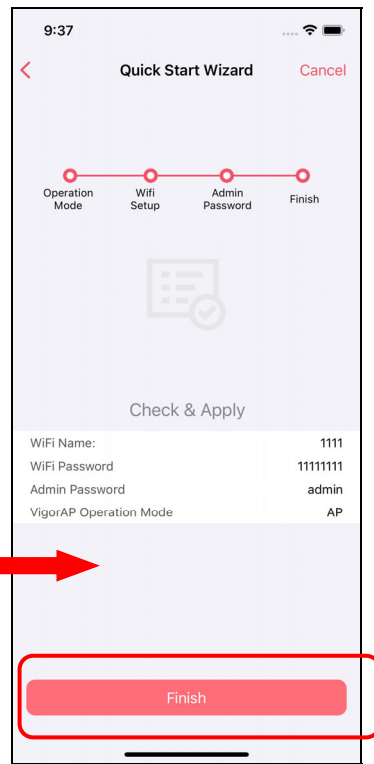 9:37
Quick Start Wizard Cancel
Operation Mode
Wifi Setup
Admin Password
Finish
Check & Apply
WiFi Name: 1111
WiFi Password 11111111
Admin Password admin
VigorAP Operation Mode AP
Finish